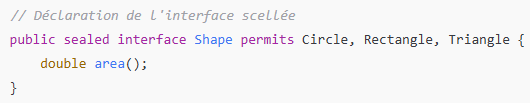 // Déclaration de l'interface scellée
public sealed interface Shape permits Circle, Rectangle, Triangle {
    double area();
}